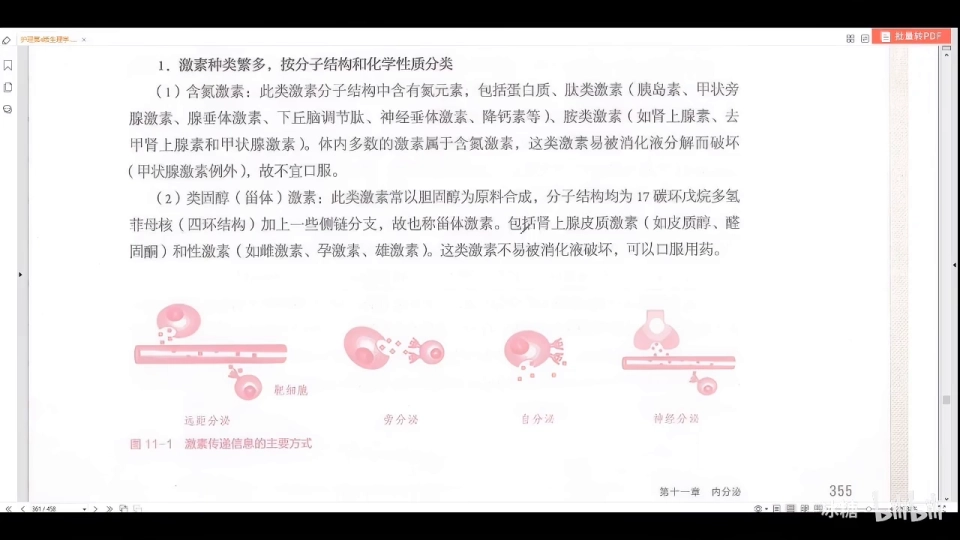 批量转PDF
1. 激素种类繁多，按分子结构和化学性质分类
（1）含氮激素：此类激素分子结构中含有氮元素，包括蛋白质、肽类激素（胰岛素、甲状旁
腺激素、腺垂体激素、下丘脑调节肽、神经垂体激素、降钙素等）、胺类激素（如肾上腺素、去
甲肾上腺素和甲状腺激素）。体内多数的激素属于含氮激素，这类激素易被消化液分解而破坏
（甲状腺激素例外），故不宜口服。
（2）类固醇（甾体）激素：此类激素常以胆固醇为原料合成，分子结构均为 17 碳环戊烷多氢
菲母核（四环结构）加上一些侧链分支，故也称甾体激素。包括肾上腺皮质激素（如皮质醇、醛
固酮）和性激素（如雌激素、孕激素、雄激素）。这类激素不易被消化液破坏，可以口服用药。
靶细胞
远距分泌
旁分泌
自分泌
神经分泌
图 11-1 激素传递信息的主要方式
第十一章 内分泌
355
361 / 458
bilibili